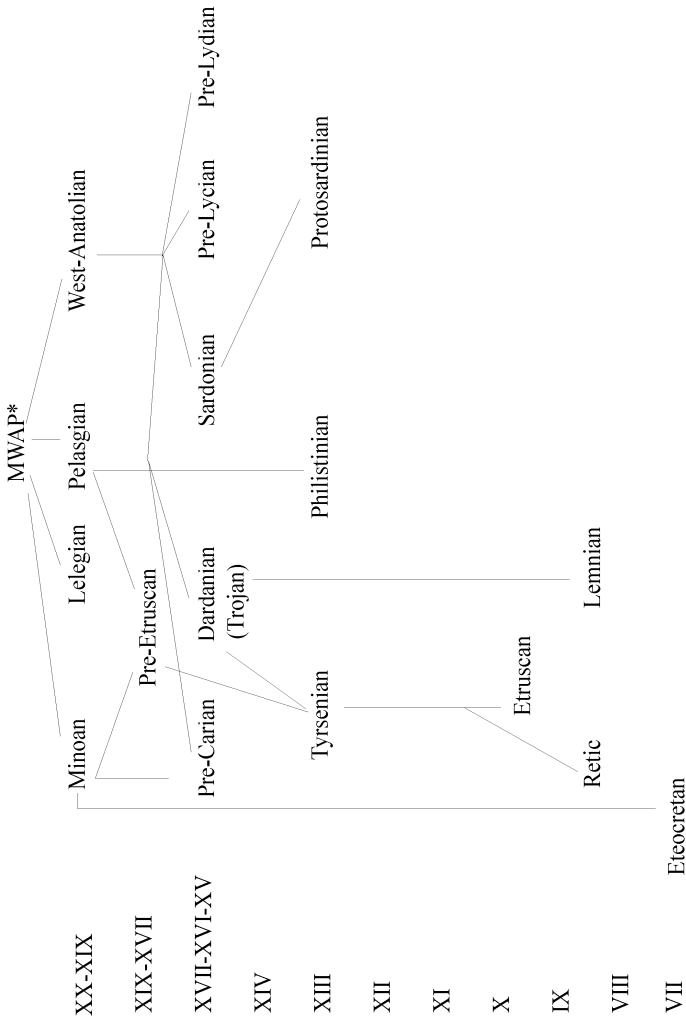 MWAP*
XX-XIX
Minoan
Lelegian
Pelasgian
West-Anatolian
XIX-XVII
Pre-Etruscan
XVII-XVI-XV
Pre-Carian
Dardanian
(Trojan)
Sardonian
Pre-Lycian
Pre-Lydian
XIV
XIII
Tyrsenian
Philistinian
Protosardinian
XII
XI
X
Etruscan
IX
Retic
Lemnian
VIII
VII
Eteocretan